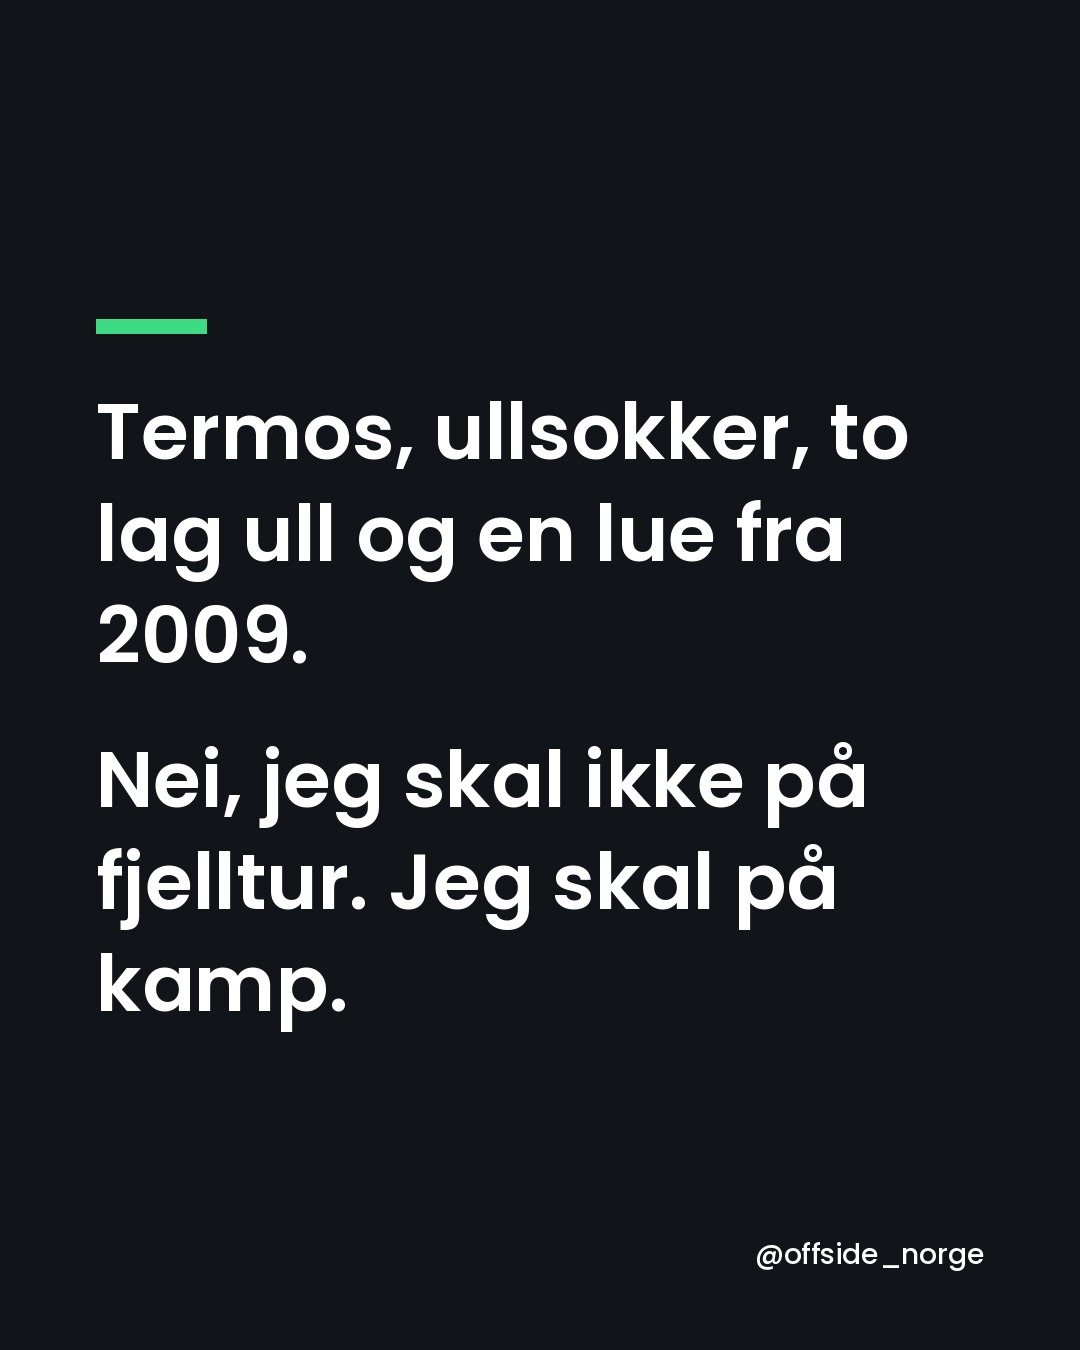 Termos, ullsokker, to
lag ull og en lue fra
2009.
Nei, jeg skal ikke på
fjelltur. Jeg skal på
kamp.
@offside_norge